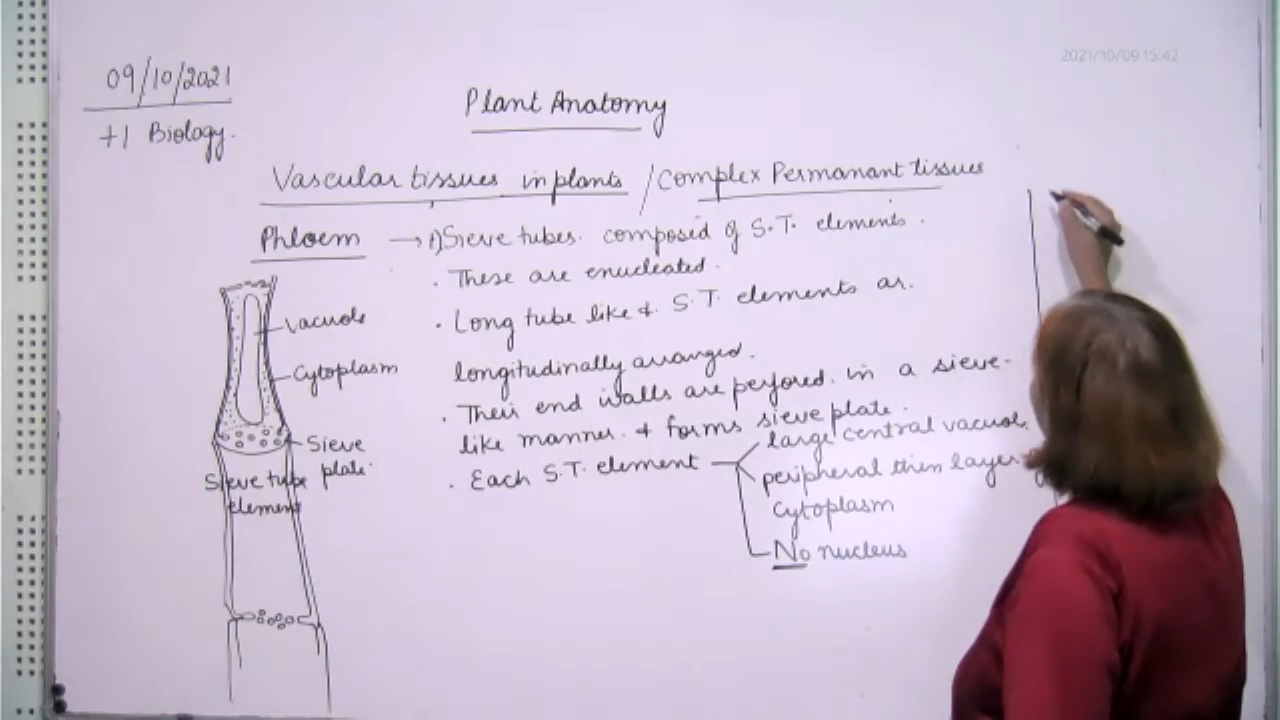 2021/10/09 15:42
09/10/2021
+1 Biology.
Plant Anatomy
Vascular tissues in plants / Complex Permanant tissues
Phloem → 1) Sieve tubes. composed of S.T. elements.
. These are enucleated.
. Long tube like & S.T. elements ar.
longitudinally arranged.
. Their end walls are perfored. in a sieve-
like manner. & forms sieve plate.
. Each S.T. element
large central vacuole
peripheral thin layer
Cytoplasm
No nucleus
Vacuole
Cytoplasm
Sieve
plate.
Sieve tube
element